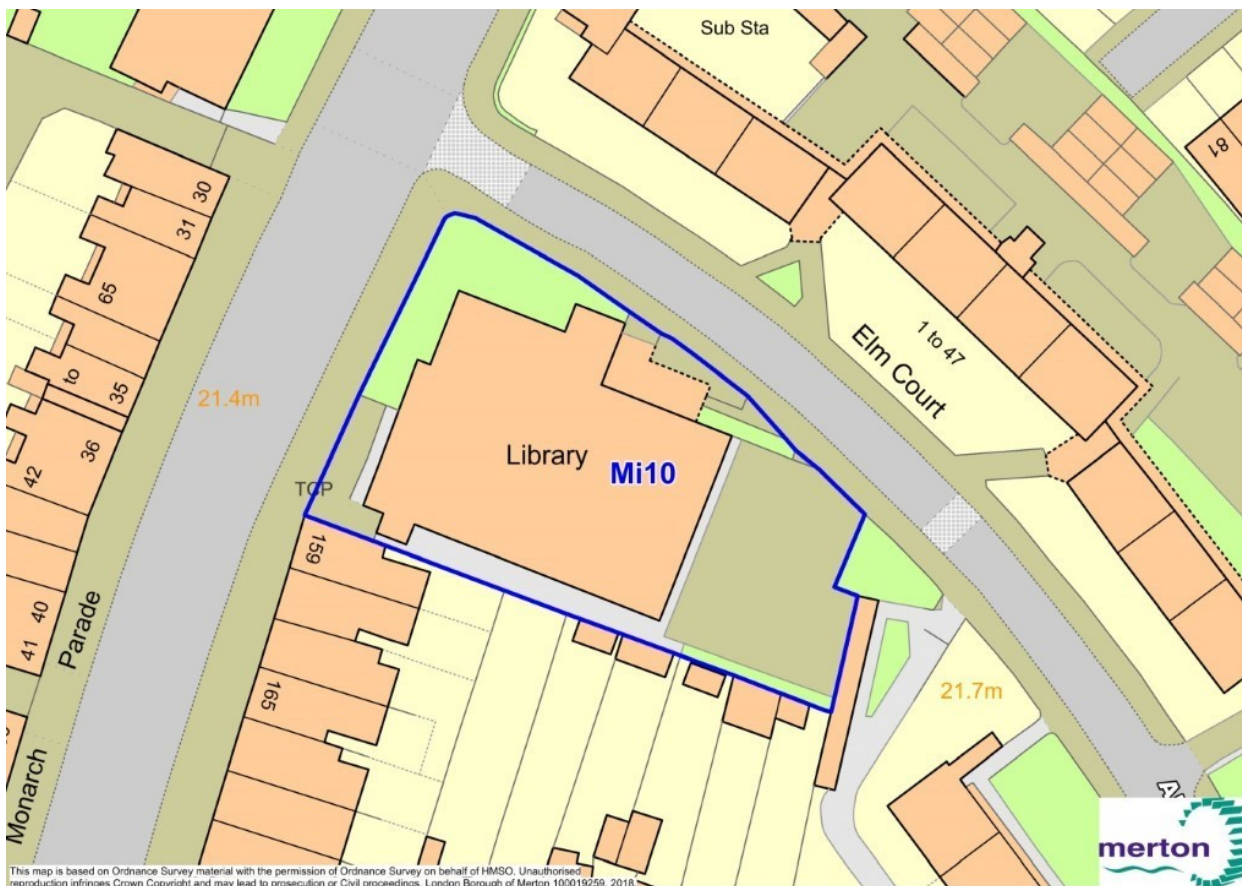 Sub Sta
81
30
31
65
to
35
36
42
40
41
21.4m
1 to 47
Elm Court
Library
Mi10
TCP
159
165
Parade
Monarch
21.7m
merton
This map is based on Ordnance Survey material with the permission of Ordnance Survey on behalf of HMSO. Unauthorised
reproduction infringes Crown Copyright and may lead to prosecution or Civil proceedings. London Borough of Merton 100019259. 2018.